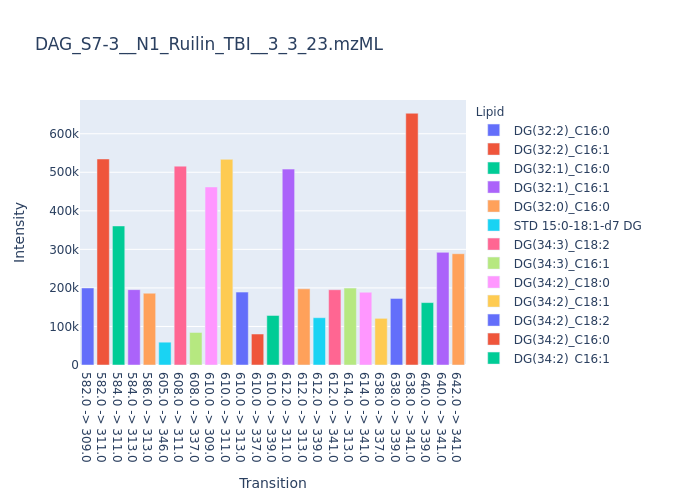 DAG_S7-3__N1_Ruilin_TBI__3_3_23.mzML
Lipid
DG(32:2)_C16:0
DG(32:2)_C16:1
DG(32:1)_C16:0
DG(32:1)_C16:1
DG(32:0)_C16:0
STD 15:0-18:1-d7 DG
DG(34:3)_C18:2
DG(34:3)_C16:1
DG(34:2)_C18:0
DG(34:2)_C18:1
DG(34:2)_C18:2
DG(34:2)_C16:0
DG(34:2)_C16:1
Intensity
600k
500k
400k
300k
200k
100k
0
582.0 -> 309.0
582.0 -> 311.0
584.0 -> 311.0
584.0 -> 313.0
586.0 -> 313.0
605.0 -> 346.0
608.0 -> 311.0
608.0 -> 337.0
610.0 -> 309.0
610.0 -> 311.0
610.0 -> 313.0
610.0 -> 337.0
610.0 -> 339.0
612.0 -> 311.0
612.0 -> 313.0
612.0 -> 339.0
612.0 -> 341.0
614.0 -> 313.0
614.0 -> 341.0
638.0 -> 337.0
638.0 -> 339.0
638.0 -> 341.0
640.0 -> 339.0
640.0 -> 341.0
642.0 -> 341.0
Transition